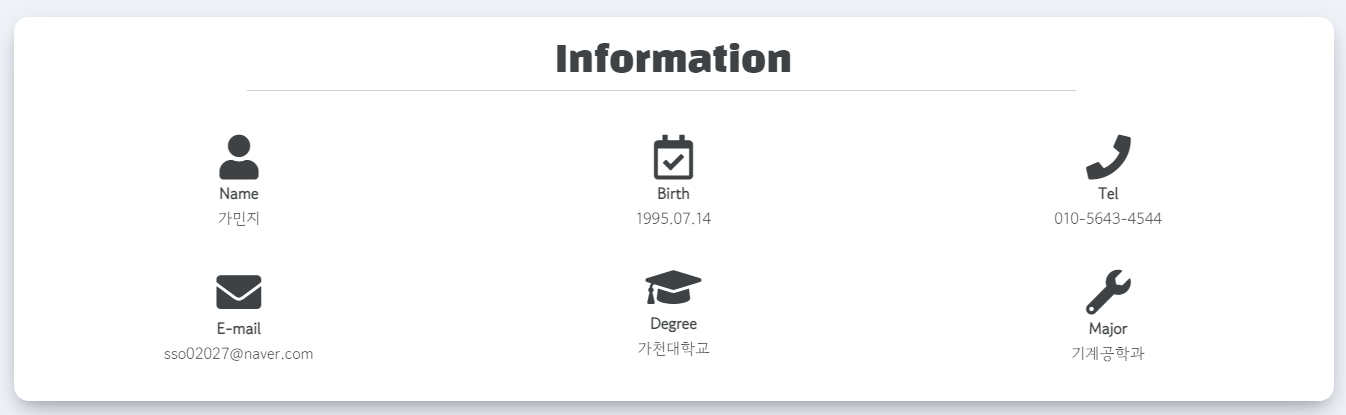 Information
Name
가민지
Birth
1995.07.14
Tel
010-5643-4544
E-mail
sso02027@naver.com
Degree
가천대학교
Major
기계공학과